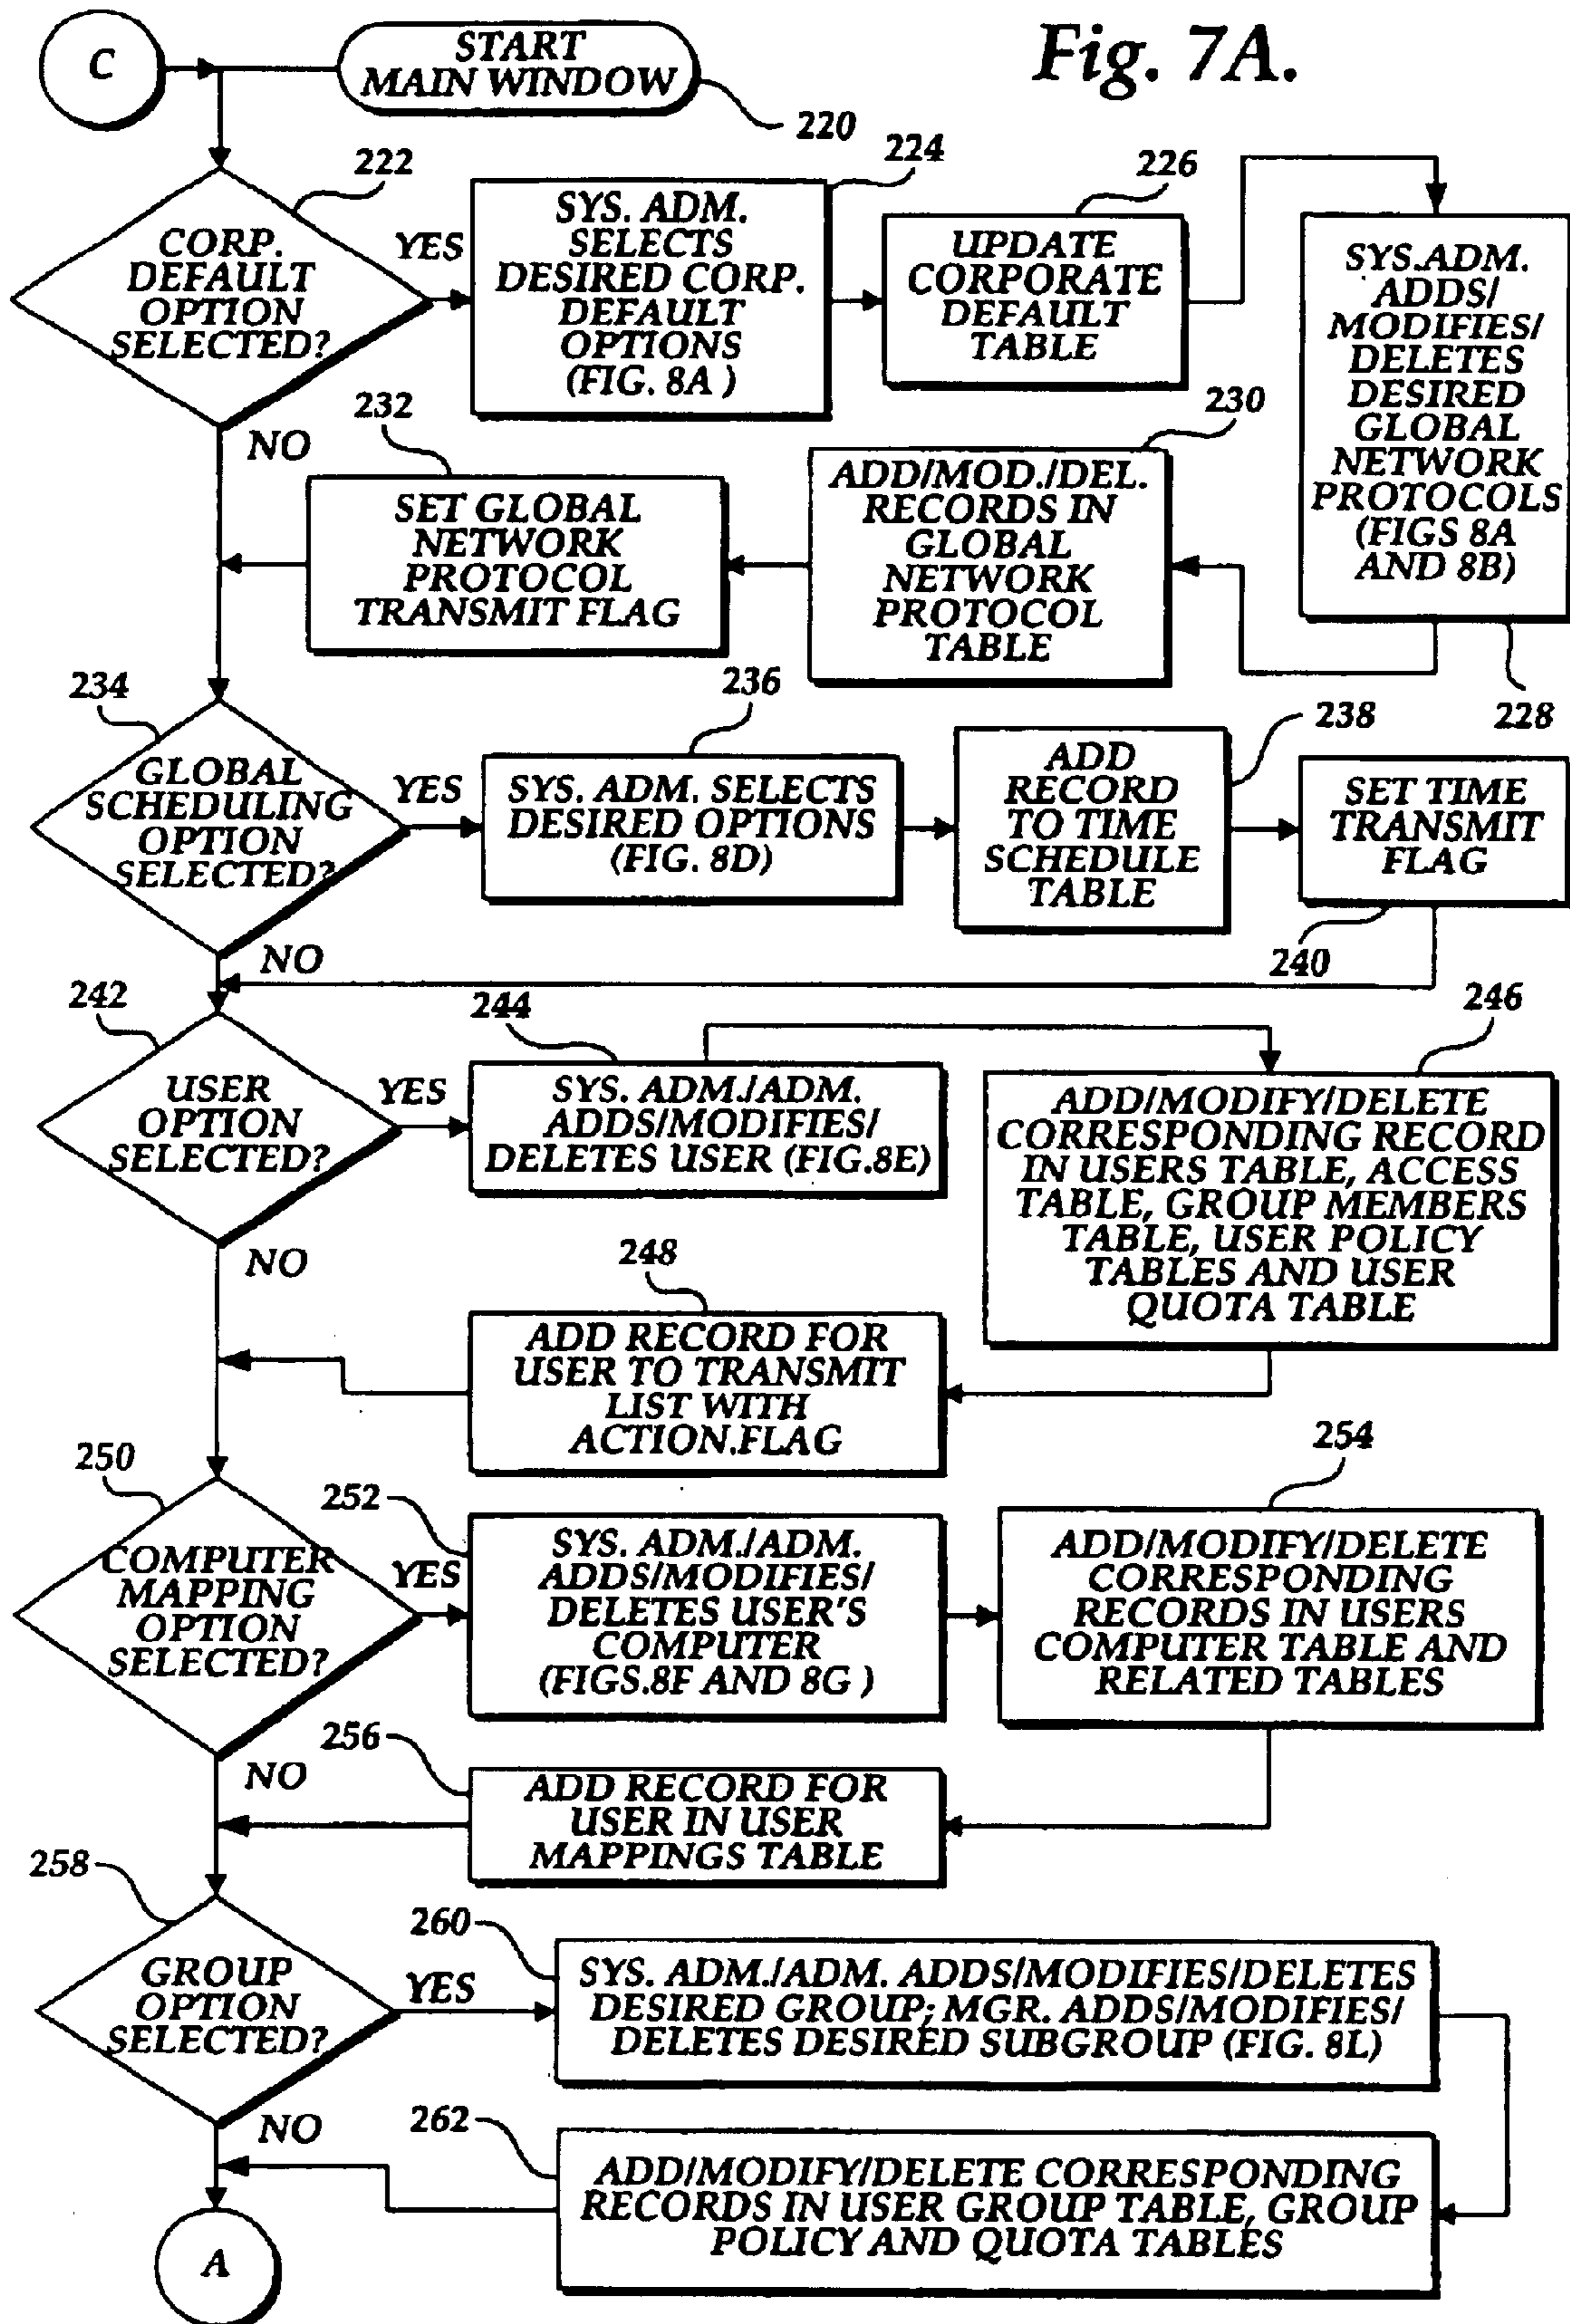 Fig. 7A.
C
START
MAIN WINDOW
220
222
CORP.
DEFAULT
OPTION
SELECTED?
YES
NO
224
SYS. ADM.
SELECTS
DESIRED CORP.
DEFAULT
OPTIONS
(FIG. 8A )
226
UPDATE
CORPORATE
DEFAULT
TABLE
SYS.ADM.
ADDS/
MODIFIES/
DELETES
DESIRED
GLOBAL
NETWORK
PROTOCOLS
(FIGS 8A
AND 8B)
228
230
ADD/MOD./DEL.
RECORDS IN
GLOBAL
NETWORK
PROTOCOL
TABLE
232
SET GLOBAL
NETWORK
PROTOCOL
TRANSMIT FLAG
234
GLOBAL
SCHEDULING
OPTION
SELECTED?
YES
NO
236
SYS. ADM. SELECTS
DESIRED OPTIONS
(FIG. 8D)
238
ADD
RECORD
TO TIME
SCHEDULE
TABLE
SET TIME
TRANSMIT
FLAG
240
242
USER
OPTION
SELECTED?
YES
NO
244
SYS. ADM./ADM.
ADDS/MODIFIES/
DELETES USER (FIG.8E)
246
ADD/MODIFY/DELETE
CORRESPONDING RECORD
IN USERS TABLE, ACCESS
TABLE, GROUP MEMBERS
TABLE, USER POLICY
TABLES AND USER
QUOTA TABLE
248
ADD RECORD FOR
USER TO TRANSMIT
LIST WITH
ACTION.FLAG
250
COMPUTER
MAPPING
OPTION
SELECTED?
YES
NO
252
SYS. ADM./ADM.
ADDS/MODIFIES/
DELETES USER'S
COMPUTER
(FIGS.8F AND 8G )
254
ADD/MODIFY/DELETE
CORRESPONDING
RECORDS IN USERS
COMPUTER TABLE AND
RELATED TABLES
256
ADD RECORD FOR
USER IN USER
MAPPINGS TABLE
258
GROUP
OPTION
SELECTED?
YES
NO
260
SYS. ADM./ADM. ADDS/MODIFIES/DELETES
DESIRED GROUP; MGR. ADDS/MODIFIES/
DELETES DESIRED SUBGROUP (FIG. 8L)
262
ADD/MODIFY/DELETE CORRESPONDING
RECORDS IN USER GROUP TABLE, GROUP
POLICY AND QUOTA TABLES
A